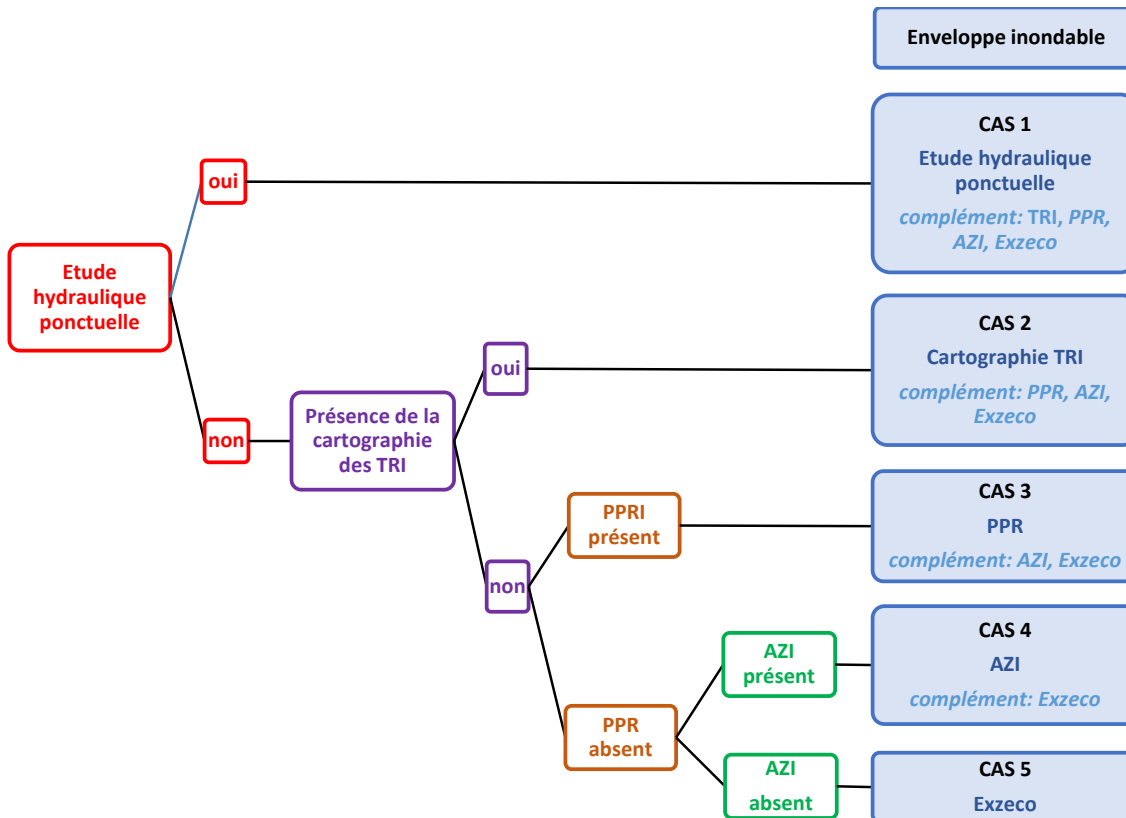 Enveloppe inondable
CAS 1
Etude hydraulique
ponctuelle
complément: TRI, PPR,
AZI, Exzeco
oui
Etude
hydraulique
ponctuelle
CAS 2
Cartographie TRI
complément: PPR, AZI,
Exzeco
oui
non
Présence de la
cartographie
des TRI
CAS 3
PPR
complément: AZI, Exzeco
PPRI
présent
non
CAS 4
AZI
complément: Exzeco
AZI
présent
PPR
absent
AZI
absent
CAS 5
Exzeco